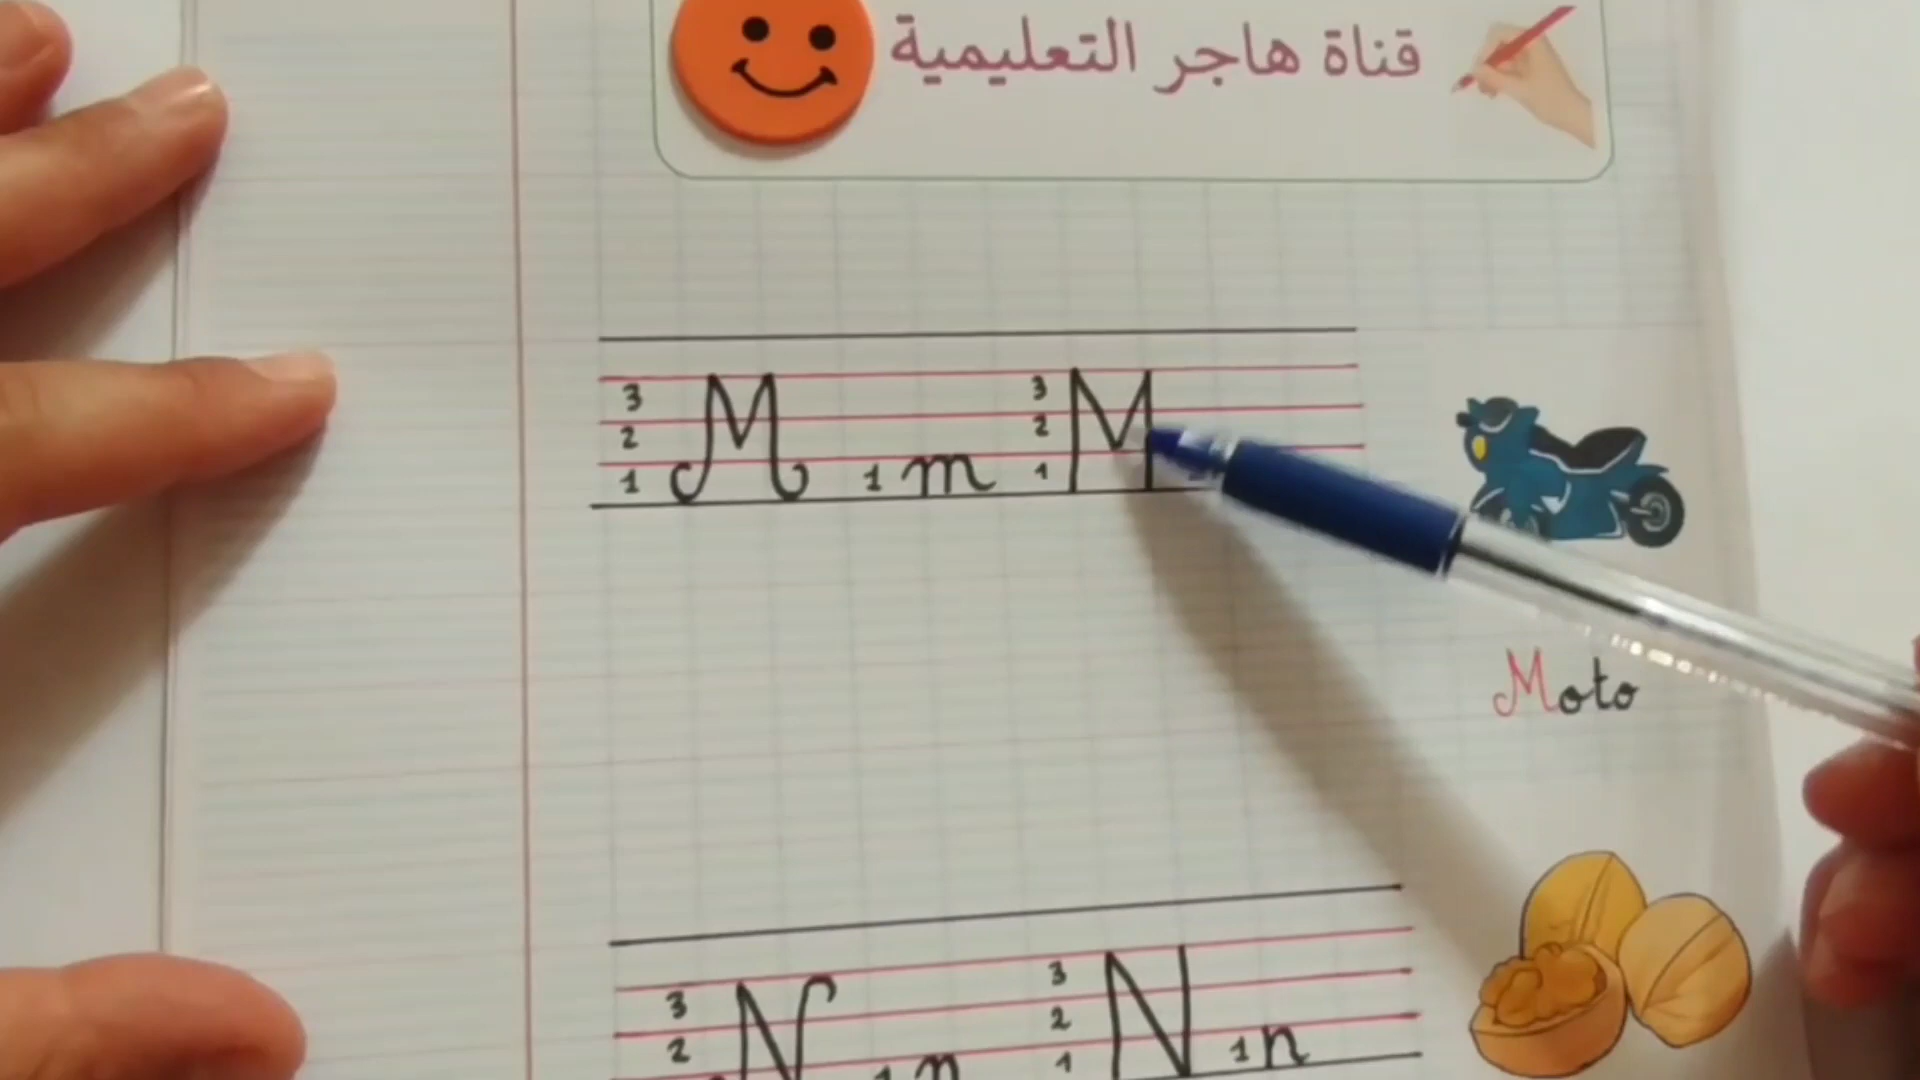 قناة هاجر التعليمية
3 M 3 M
2 2
1 1 m 1
Moto
3 N 3 N
2 2
1 n 1 1 n